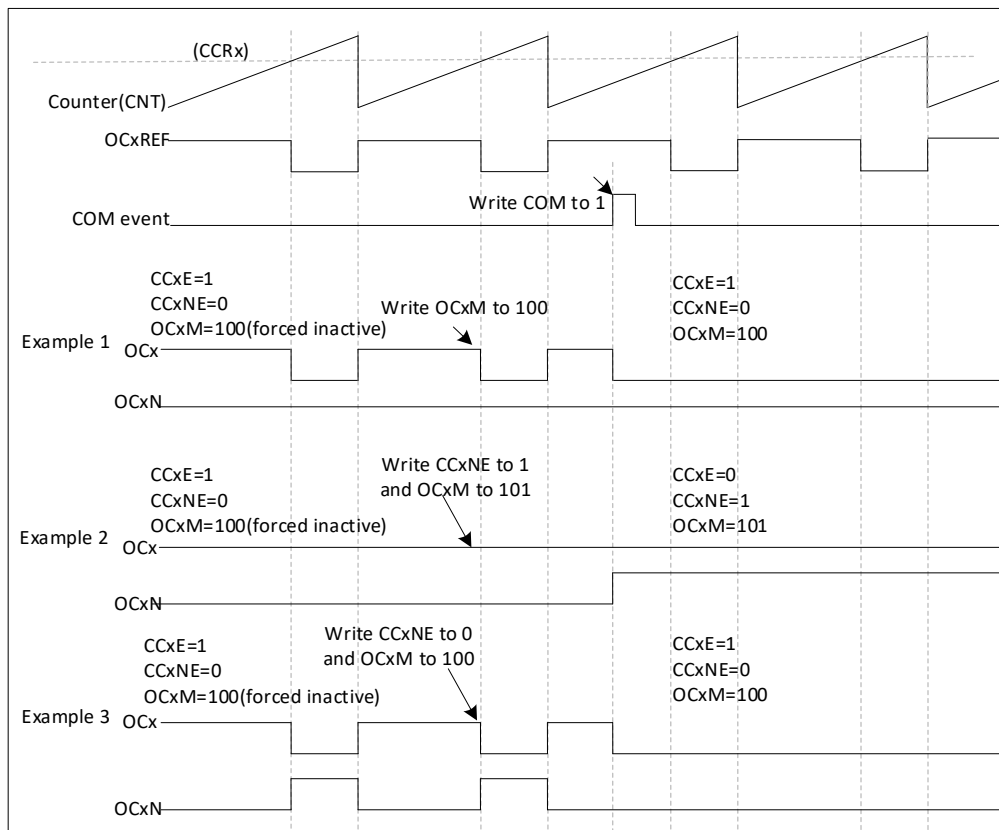 (CCRx)
Counter(CNT)
OCxREF
Write COM to 1
COM event
CCxE=1
CCxNE=0
OCxM=100(forced inactive)
Write OCxM to 100
CCxE=1
CCxNE=0
OCxM=100
Example 1
OCx
OCxN
CCxE=1
CCxNE=0
OCxM=100(forced inactive)
Write CCxNE to 1
and OCxM to 101
CCxE=0
CCxNE=1
OCxM=101
Example 2
OCx
OCxN
CCxE=1
CCxNE=0
OCxM=100(forced inactive)
Write CCxNE to 0
and OCxM to 100
CCxE=1
CCxNE=0
OCxM=100
Example 3
OCx
OCxN